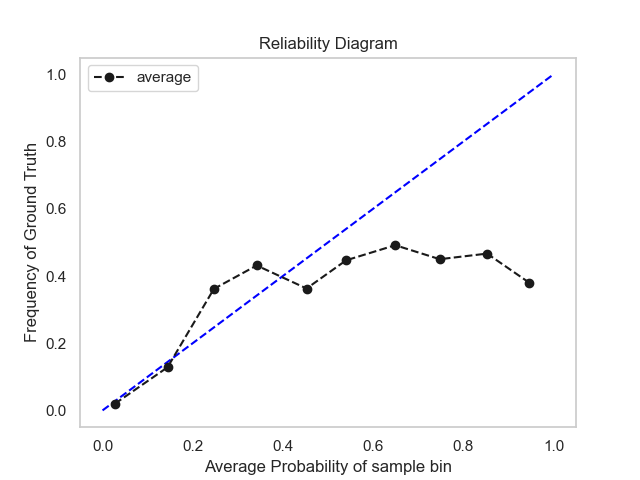 Reliability Diagram
average
Frequency of Ground Truth
1.0
0.8
0.6
0.4
0.2
0.0
0.0 0.2 0.4 0.6 0.8 1.0
Average Probability of sample bin